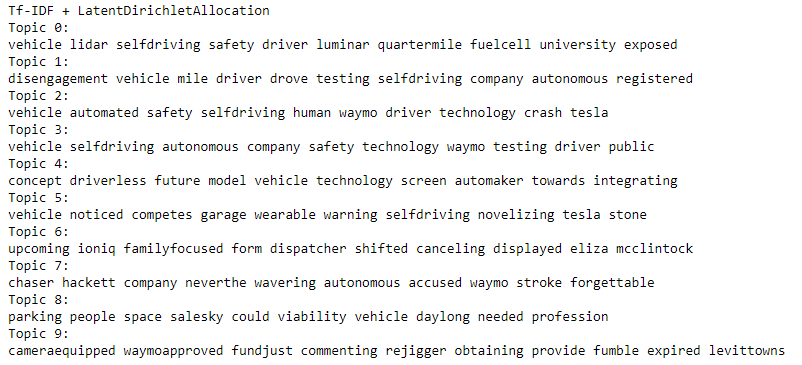 Tf-IDF + LatentDirichletAllocation
Topic 0:
vehicle lidar selfdriving safety driver luminar quartermile fuelcell university exposed
Topic 1:
disengagement vehicle mile driver drove testing selfdriving company autonomous registered
Topic 2:
vehicle automated safety selfdriving human waymo driver technology crash tesla
Topic 3:
vehicle selfdriving autonomous company safety technology waymo testing driver public
Topic 4:
concept driverless future model vehicle technology screen automaker towards integrating
Topic 5:
vehicle noticed competes garage wearable warning selfdriving novelizing tesla stone
Topic 6:
upcoming ioniq familyfocused form dispatcher shifted canceling displayed eliza mcclintock
Topic 7:
chaser hackett company neverthe wavering autonomous accused waymo stroke forgettable
Topic 8:
parking people space salesky could viability vehicle daylong needed profession
Topic 9:
cameraequipped waymoapproved fundjust commenting rejigger obtaining provide fumble expired levittowns